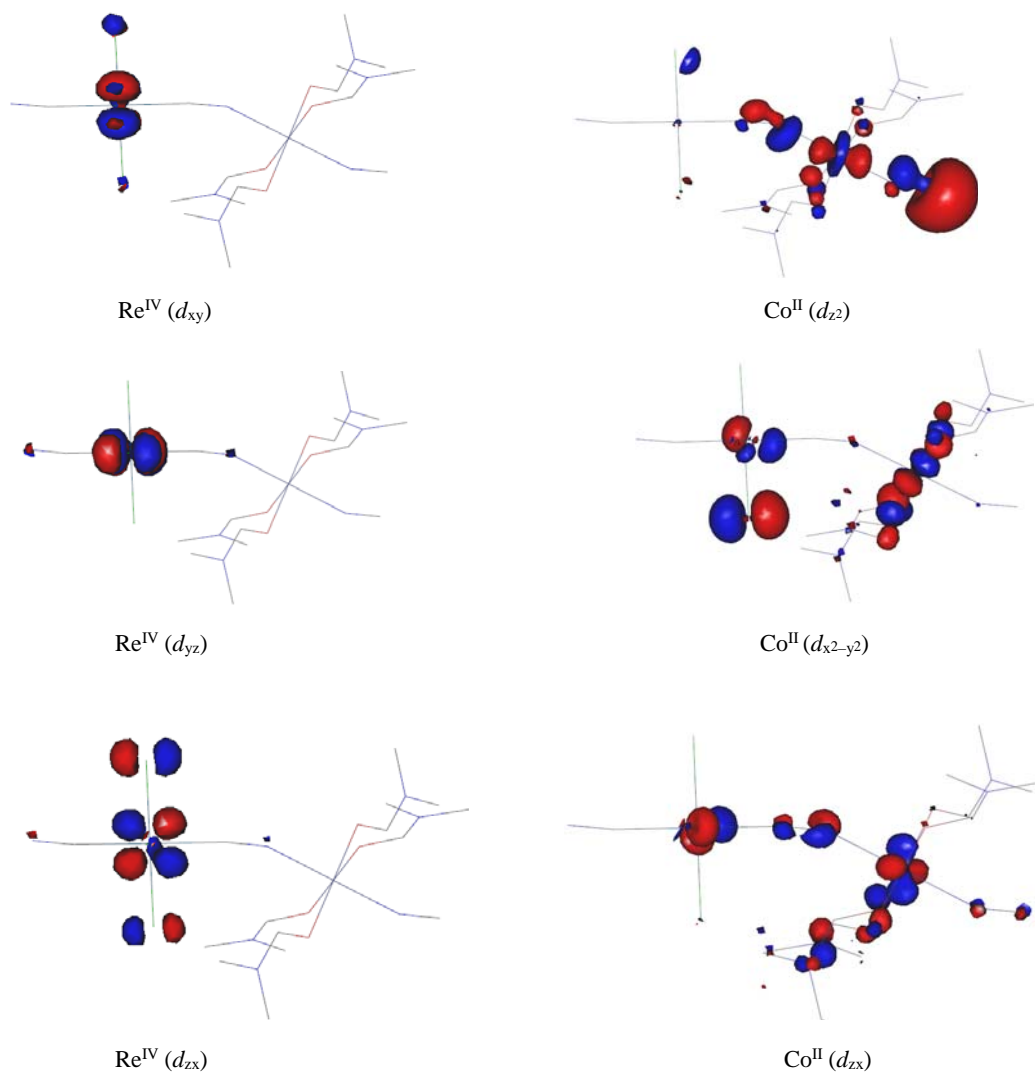 Re^IV (d_xy)
Co^II (d_z2)
Re^IV (d_yz)
Co^II (d_x2–y2)
Re^IV (d_zx)
Co^II (d_zx)